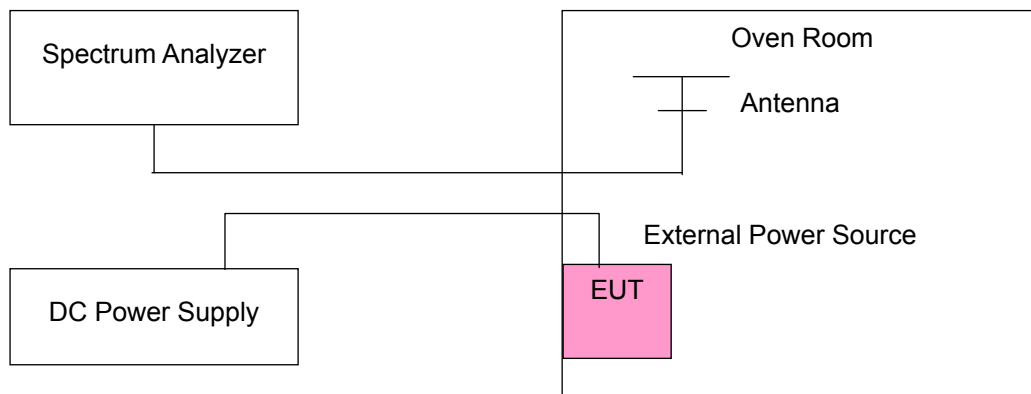 Spectrum Analyzer
Oven Room
Antenna
External Power Source
EUT
DC Power Supply